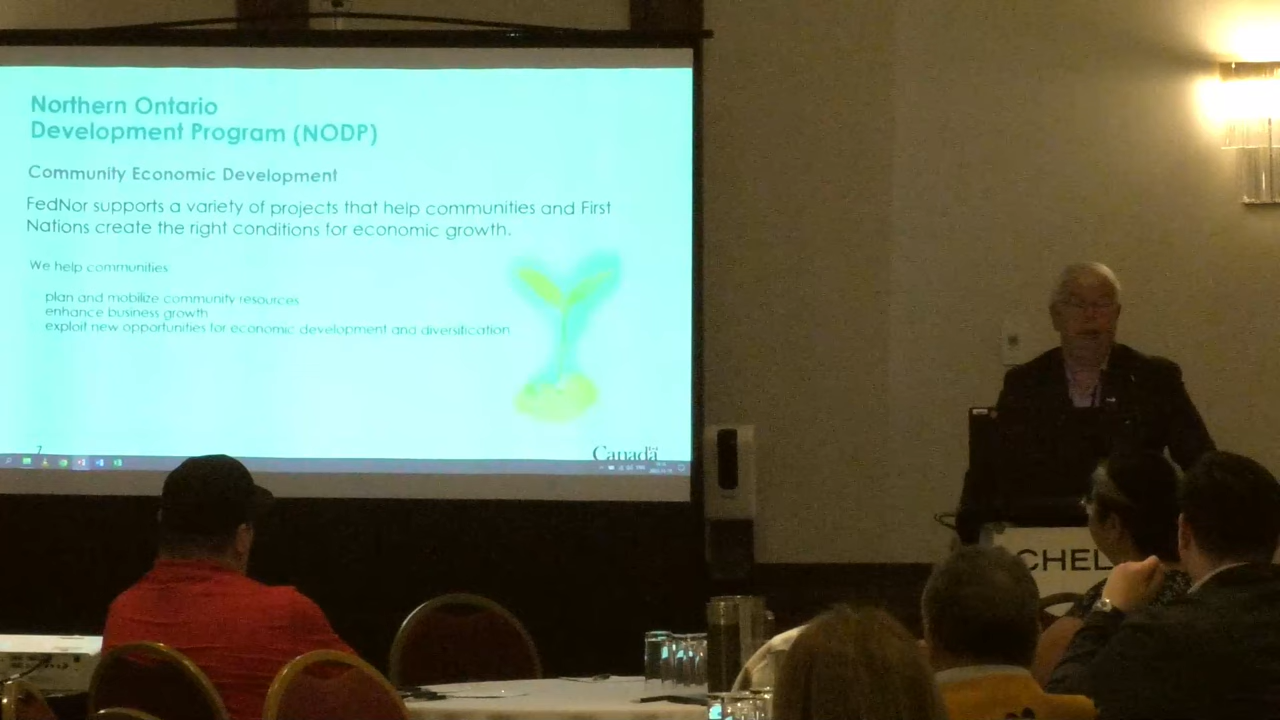 Northern Ontario
Development Program (NODP)
Community Economic Development
FedNor supports a variety of projects that help communities and First
Nations create the right conditions for economic growth.
We help communities:
plan and mobilize community resources
enhance business growth
exploit new opportunities for economic development and diversification
7
Canada
CHEL